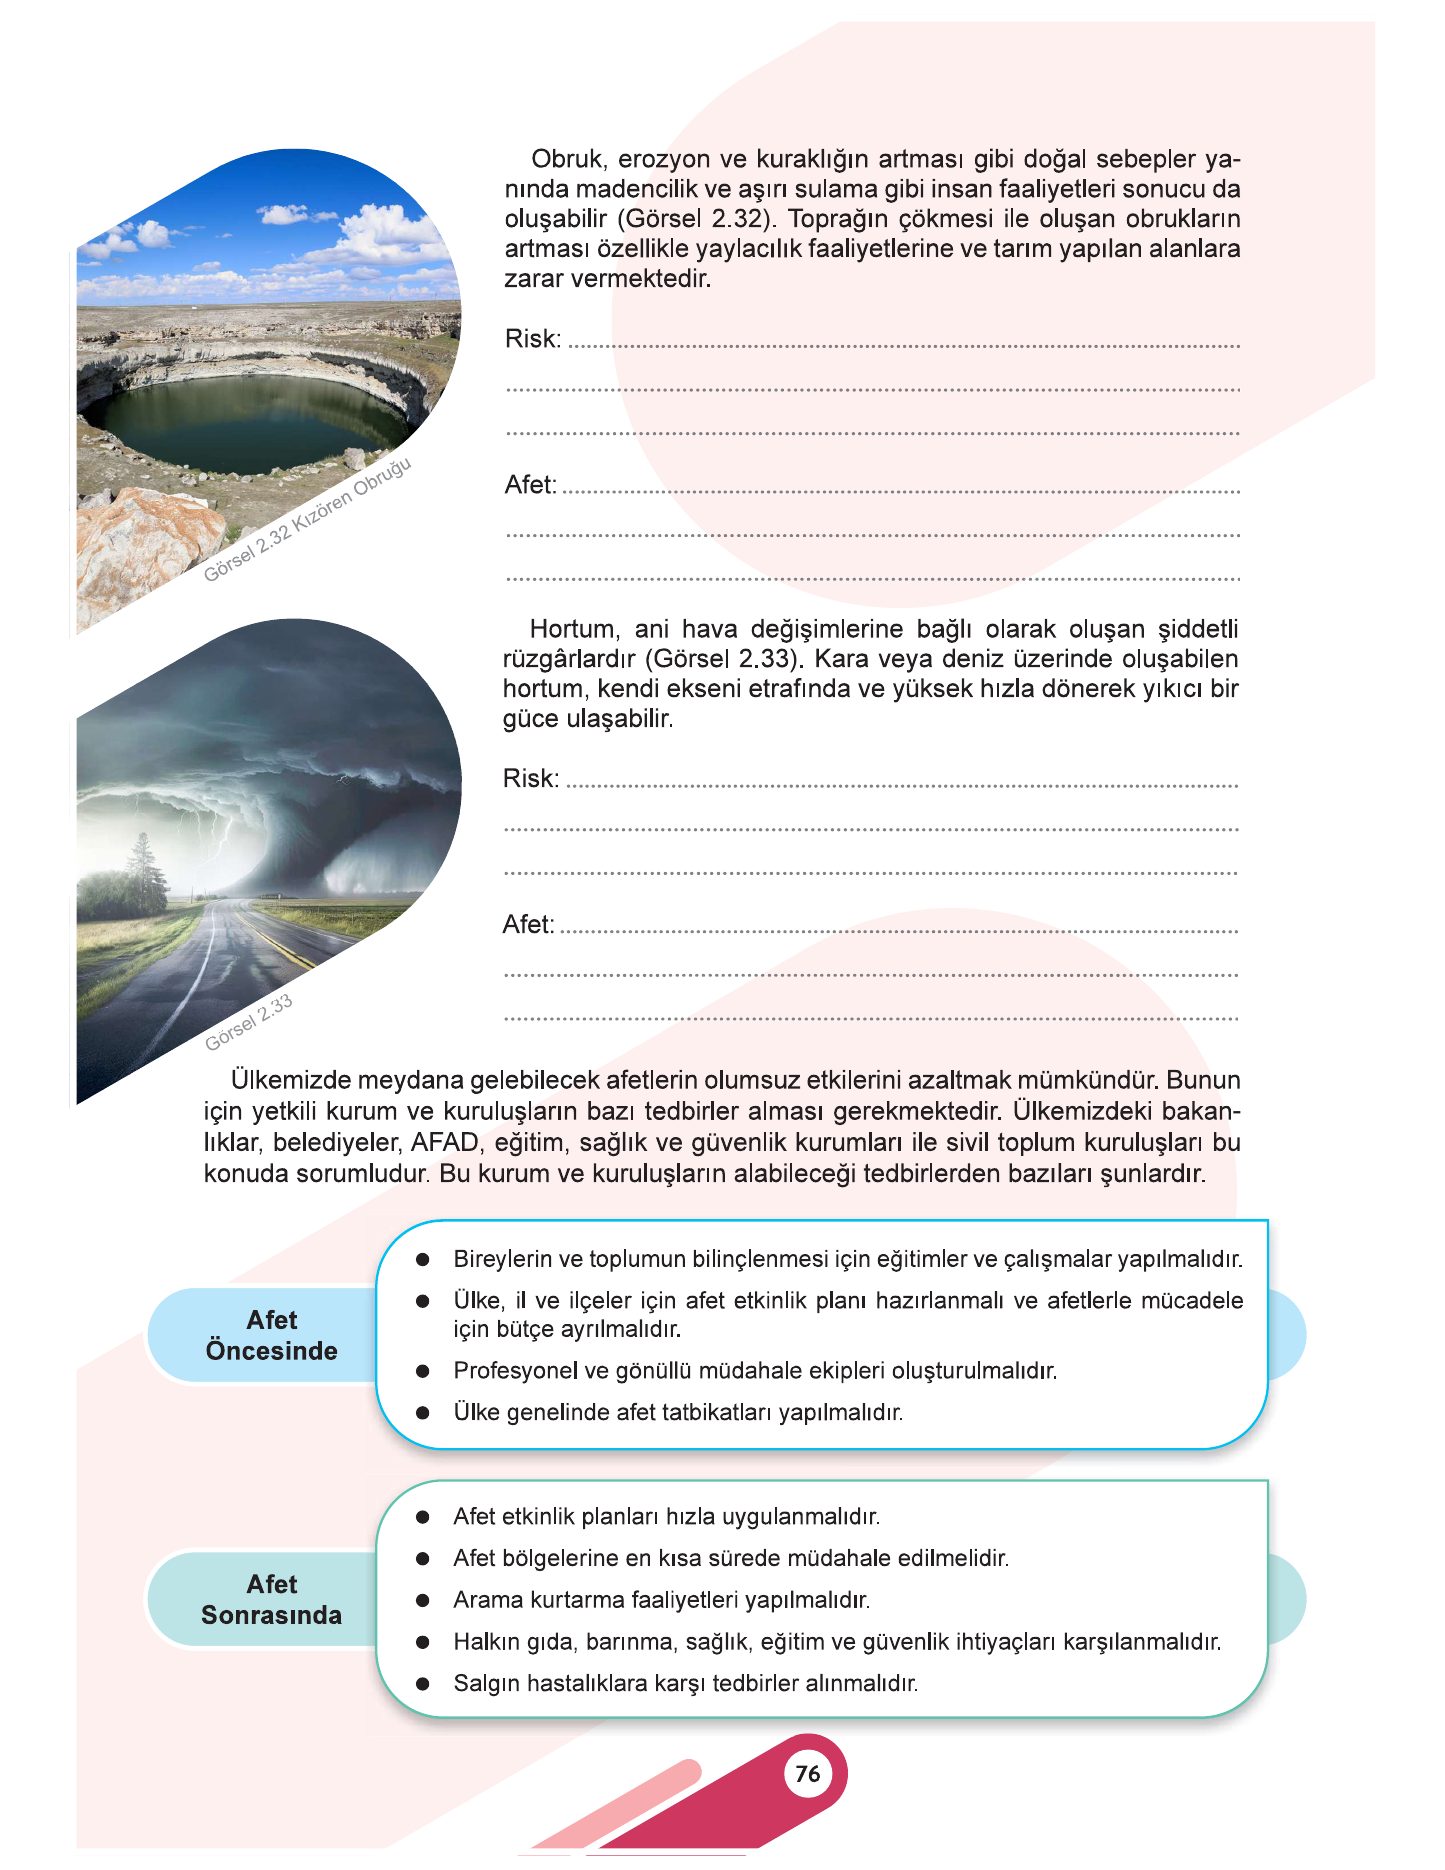 Obruk, erozyon ve kuraklığın artması gibi doğal sebepler ya-
nında madencilik ve aşırı sulama gibi insan faaliyetleri sonucu da
oluşabilir (Görsel 2.32). Toprağın çökmesi ile oluşan obrukların
artması özellikle yaylacılık faaliyetlerine ve tarım yapılan alanlara
zarar vermektedir.
Risk:
Afet:
Görsel 2.32 Kızören Obruğu
Hortum, ani hava değişimlerine bağlı olarak oluşan şiddetli
rüzgârlardır (Görsel 2.33). Kara veya deniz üzerinde oluşabilen
hortum, kendi ekseni etrafında ve yüksek hızla dönerek yıkıcı bir
güce ulaşabilir.
Risk:
Afet:
Görsel 2.33
Ülkemizde meydana gelebilecek afetlerin olumsuz etkilerini azaltmak mümkündür. Bunun
için yetkili kurum ve kuruluşların bazı tedbirler alması gerekmektedir. Ülkemizdeki bakan-
lıklar, belediyeler, AFAD, eğitim, sağlık ve güvenlik kurumları ile sivil toplum kuruluşları bu
konuda sorumludur. Bu kurum ve kuruluşların alabileceği tedbirlerden bazıları şunlardır.
Afet
Öncesinde
● Bireylerin ve toplumun bilinçlenmesi için eğitimler ve çalışmalar yapılmalıdır.
● Ülke, il ve ilçeler için afet etkinlik planı hazırlanmalı ve afetlerle mücadele
için bütçe ayrılmalıdır.
● Profesyonel ve gönüllü müdahale ekipleri oluşturulmalıdır.
● Ülke genelinde afet tatbikatları yapılmalıdır.
Afet
Sonrasında
● Afet etkinlik planları hızla uygulanmalıdır.
● Afet bölgelerine en kısa sürede müdahale edilmelidir.
● Arama kurtarma faaliyetleri yapılmalıdır.
● Halkın gıda, barınma, sağlık, eğitim ve güvenlik ihtiyaçları karşılanmalıdır.
● Salgın hastalıklara karşı tedbirler alınmalıdır.
76